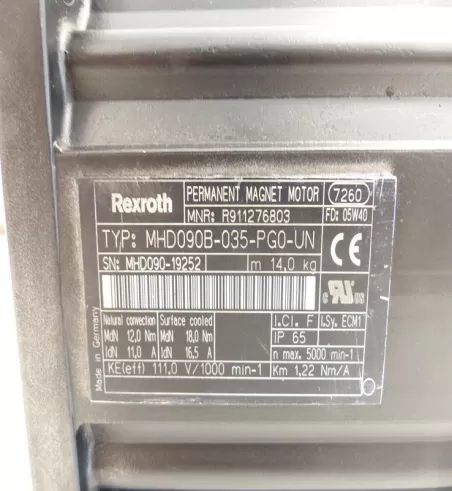 Rexroth PERMANENT MAGNET MOTOR 7260
MNR: R911276803 FD: 05W40
TYP: MHD090B-035-PG0-UN
CE
SN: MHD090-19252 m 14,0 kg
c RU us
Natural convection Surface cooled I.Cl. F I.Sy. ECM1
MdN 12,0 Nm MdN 18,0 Nm IP 65
IdN 11,0 A IdN 16,5 A n max. 5000 min-1
KE(eff) 111,0 V/1000 min-1 Km 1,22 Nm/A
Made in Germany